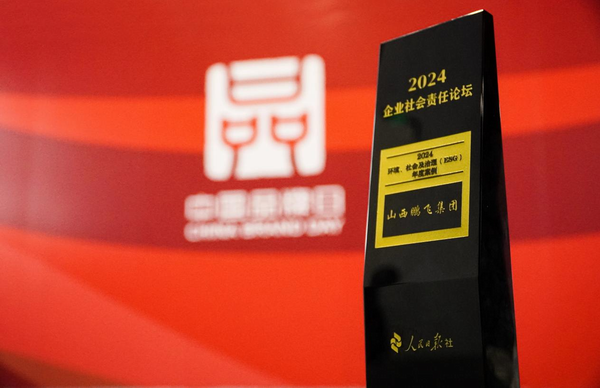 中国品牌日
CHINA BRAND DAY
2024
企业社会责任论坛
2024
环境、社会及治理（ESG）
年度案例
山西鹏飞集团
人民日报社